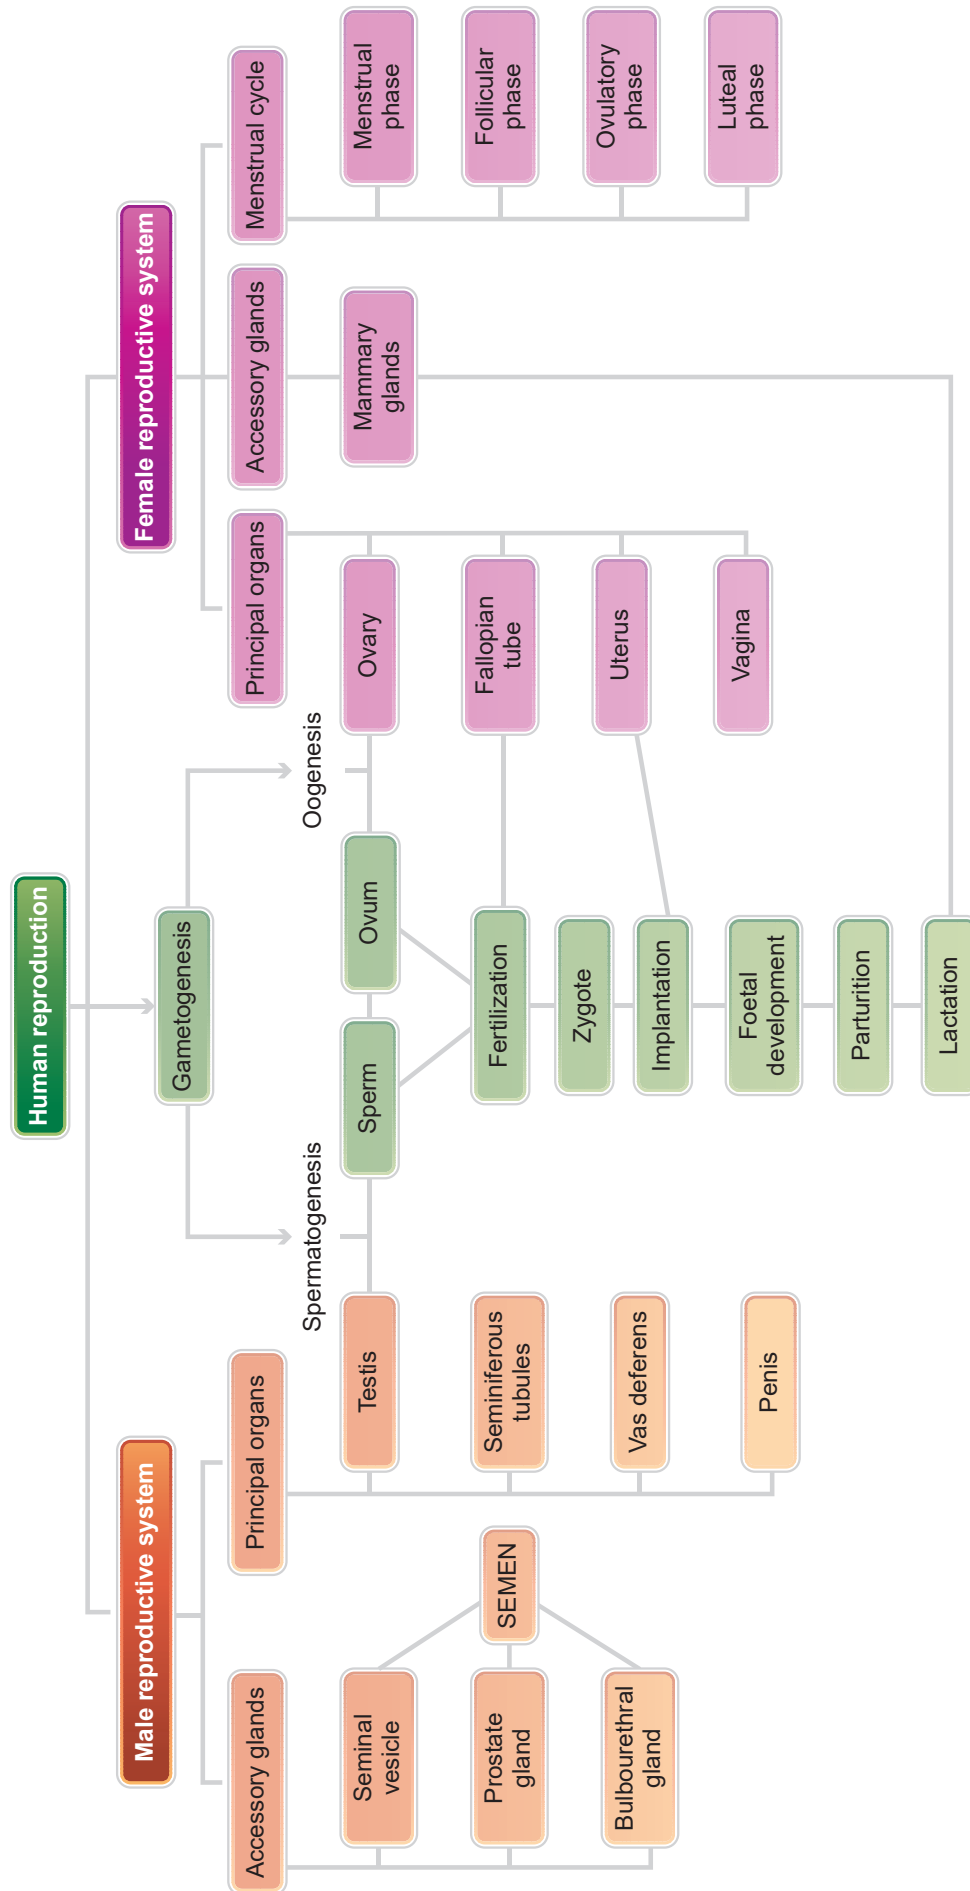 Human reproduction
Male reproductive system
Female reproductive system
Gametogenesis
Accessory glands
Principal organs
Principal organs
Accessory glands
Menstrual cycle
Spermatogenesis
Oogenesis
Seminal
vesicle
Testis
Sperm
Ovum
Ovary
Mammary
glands
Menstrual
phase
Prostate
gland
SEMEN
Seminiferous
tubules
Fertilization
Fallopian
tube
Follicular
phase
Zygote
Bulbourethral
gland
Vas deferens
Implantation
Uterus
Ovulatory
phase
Penis
Foetal
development
Vagina
Luteal
phase
Parturition
Lactation